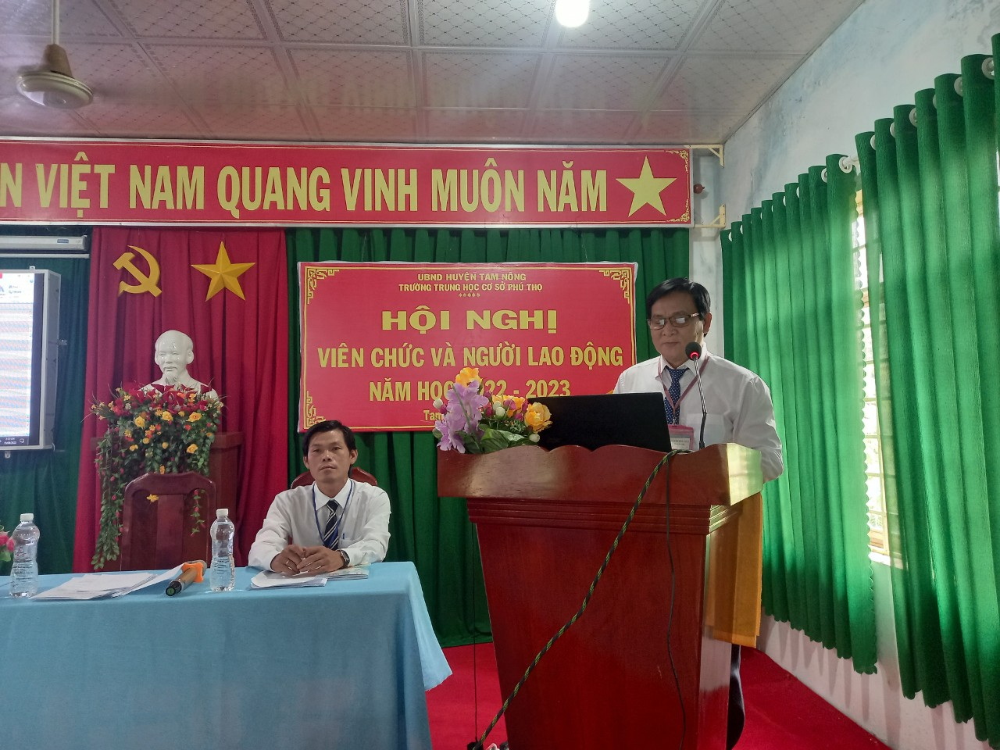 VIỆT NAM QUANG VINH MUÔN NĂM
UBND HUYỆN TAM NÔNG
TRƯỜNG TRUNG HỌC CƠ SỞ PHÚ THỌ
*****
HỘI NGHỊ
VIÊN CHỨC VÀ NGƯỜI LAO ĐỘNG
NĂM HỌC 22 - 2023